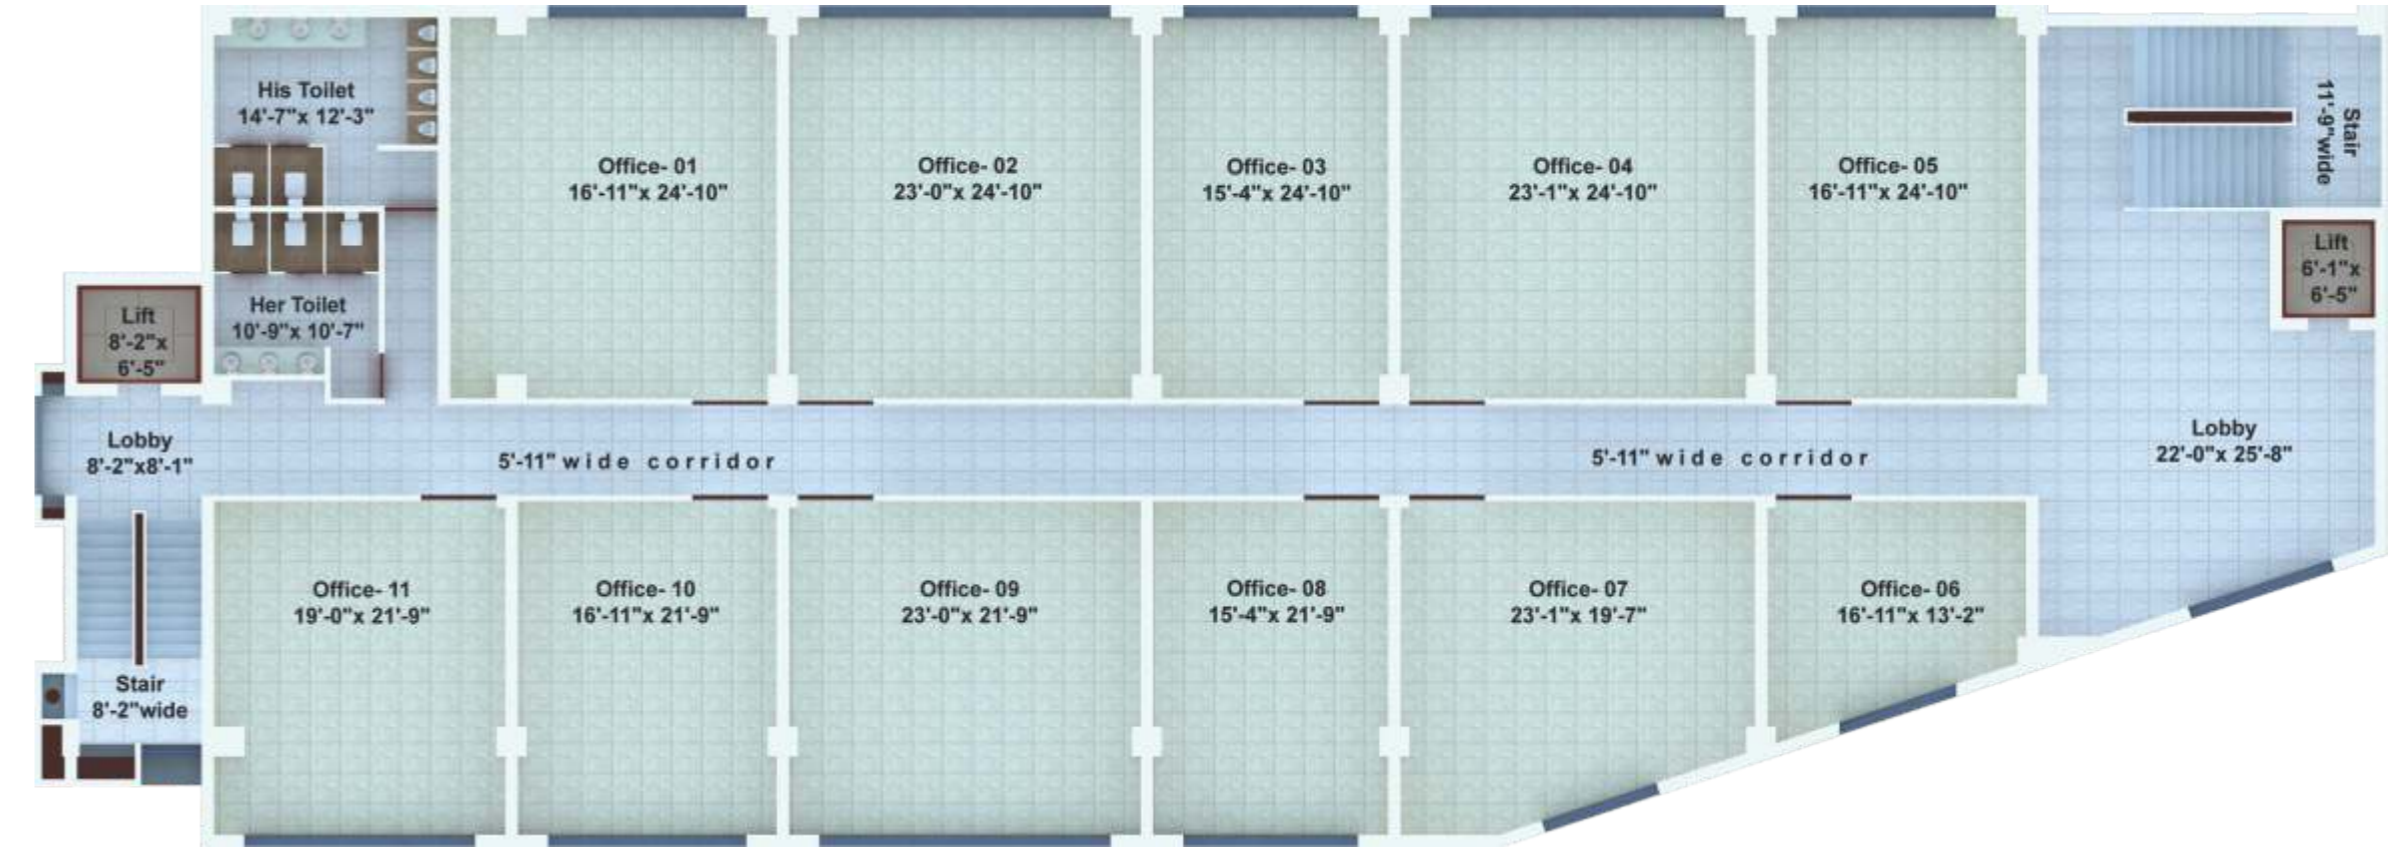 His Toilet
14'-7"x 12'-3"
Office- 01
16'-11"x 24'-10"
Office- 02
23'-0"x 24'-10"
Office- 03
15'-4"x 24'-10"
Office- 04
23'-1"x 24'-10"
Office- 05
16'-11"x 24'-10"
Stair
11'-9"wide
Lift
6'-1"x
6'-5"
Her Toilet
10'-9"x 10'-7"
Lift
8'-2"x
6'-5"
Lobby
8'-2"x8'-1"
5'-11" wide corridor
5'-11" wide corridor
Lobby
22'-0"x 25'-8"
Office- 11
19'-0"x 21'-9"
Office- 10
16'-11"x 21'-9"
Office- 09
23'-0"x 21'-9"
Office- 08
15'-4"x 21'-9"
Office- 07
23'-1"x 19'-7"
Office- 06
16'-11"x 13'-2"
Stair
8'-2"wide